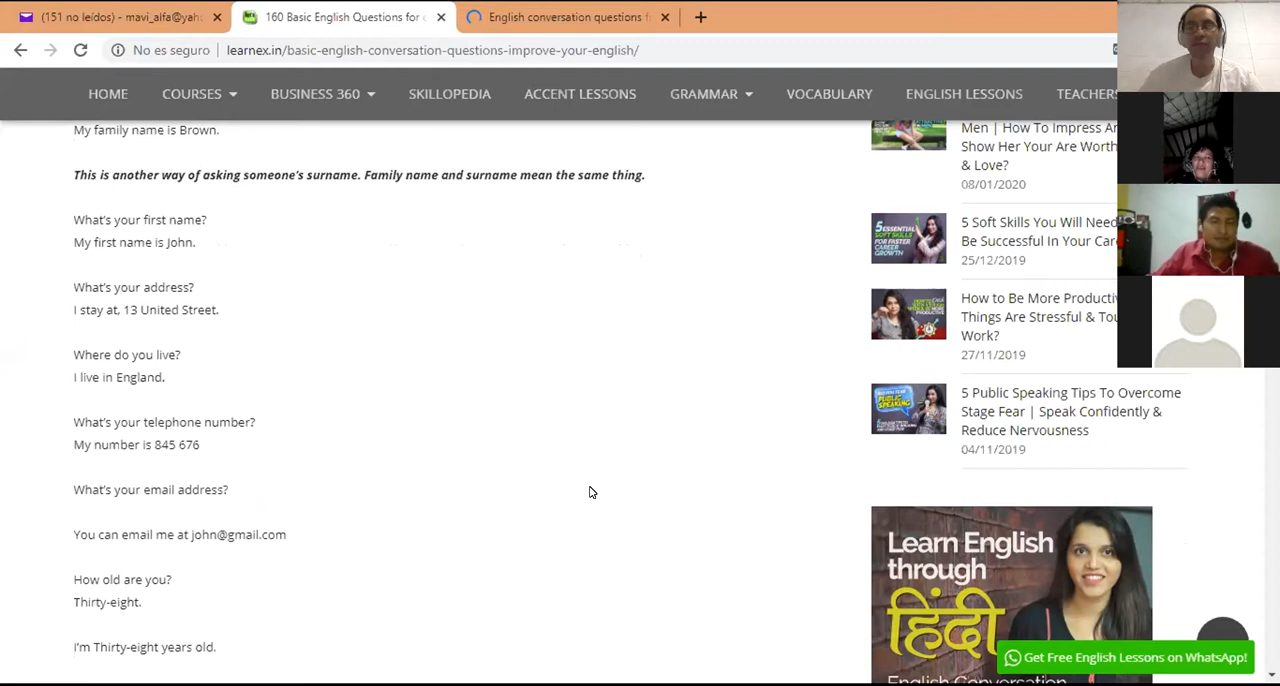 (151 no leídos) - mavi_aifa@yah
160 Basic English Questions for
English conversation questions f
No es seguro
learnex.in/basic-english-conversation-questions-improve-your-english/
HOME
COURSES
BUSINESS 360
SKILLOPEDIA
ACCENT LESSONS
GRAMMAR
VOCABULARY
ENGLISH LESSONS
TEACHERS
My family name is Brown.
This is another way of asking someone's surname. Family name and surname mean the same thing.
What's your first name?
My first name is John.
What's your address?
I stay at, 13 United Street.
Where do you live?
I live in England.
What's your telephone number?
My number is 845 676
What's your email address?
You can email me at john@gmail.com
How old are you?
Thirty-eight.
I'm Thirty-eight years old.
Men | How To Impress
Show Her Your Are Worth
& Love?
08/01/2020
5 Soft Skills You Will Need
Be Successful In Your
25/12/2019
How to Be More
Things Are Stressful &
Work?
27/11/2019
PUBLIC
SPEAKING
5 Public Speaking Tips To Overcome
Stage Fear | Speak Confidently &
Reduce Nervousness
04/11/2019
Learn English
through
हिंदी
English Conversation
Get Free English Lessons on WhatsApp!